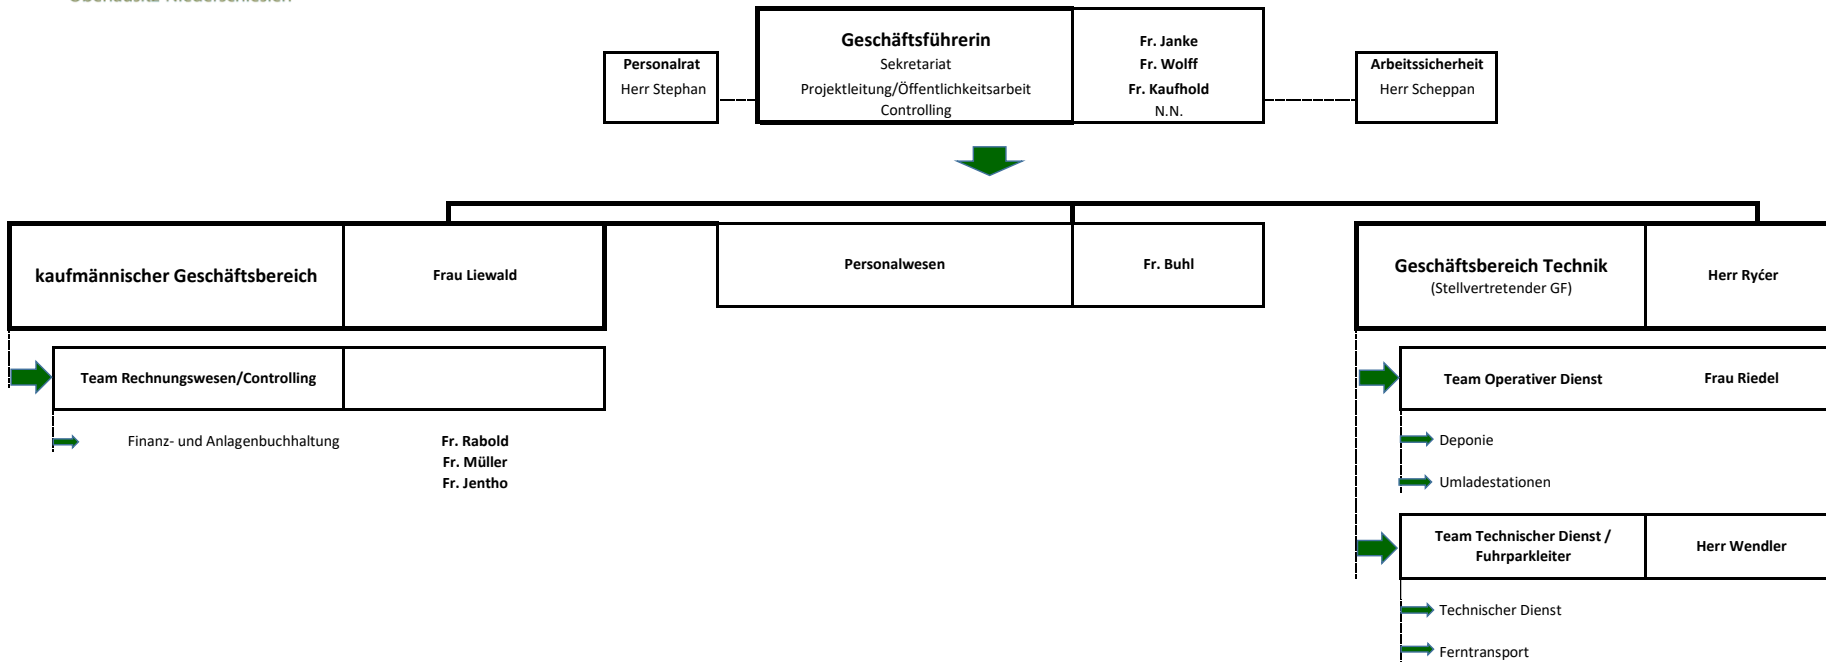 Oberlausitz-Niederschlesien
Geschäftsführerin
Fr. Janke
Personalrat
Sekretariat
Fr. Wolff
Arbeitssicherheit
Herr Stephan
Projektleitung/Öffentlichkeitsarbeit
Fr. Kaufhold
Herr Scheppan
Controlling
N.N.
kaufmännischer Geschäftsbereich
Frau Liewald
Personalwesen
Fr. Buhl
Geschäftsbereich Technik
(Stellvertretender GF)
Herr Ryćer
Team Rechnungswesen/Controlling
Team Operativer Dienst
Frau Riedel
Finanz- und Anlagenbuchhaltung
Fr. Rabold
Fr. Müller
Fr. Jentho
Deponie
Umladestationen
Team Technischer Dienst /
Fuhrparkleiter
Herr Wendler
Technischer Dienst
Ferntransport